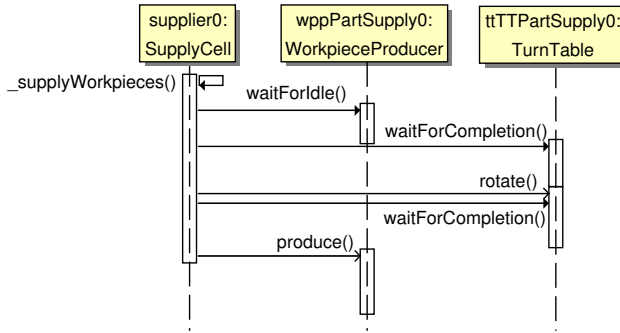 supplier0:
SupplyCell
wppPartSupply0:
WorkpieceProducer
ttTTPartSupply0:
TurnTable
_supplyWorkpieces()
waitForIdle()
waitForCompletion()
rotate()
waitForCompletion()
produce()